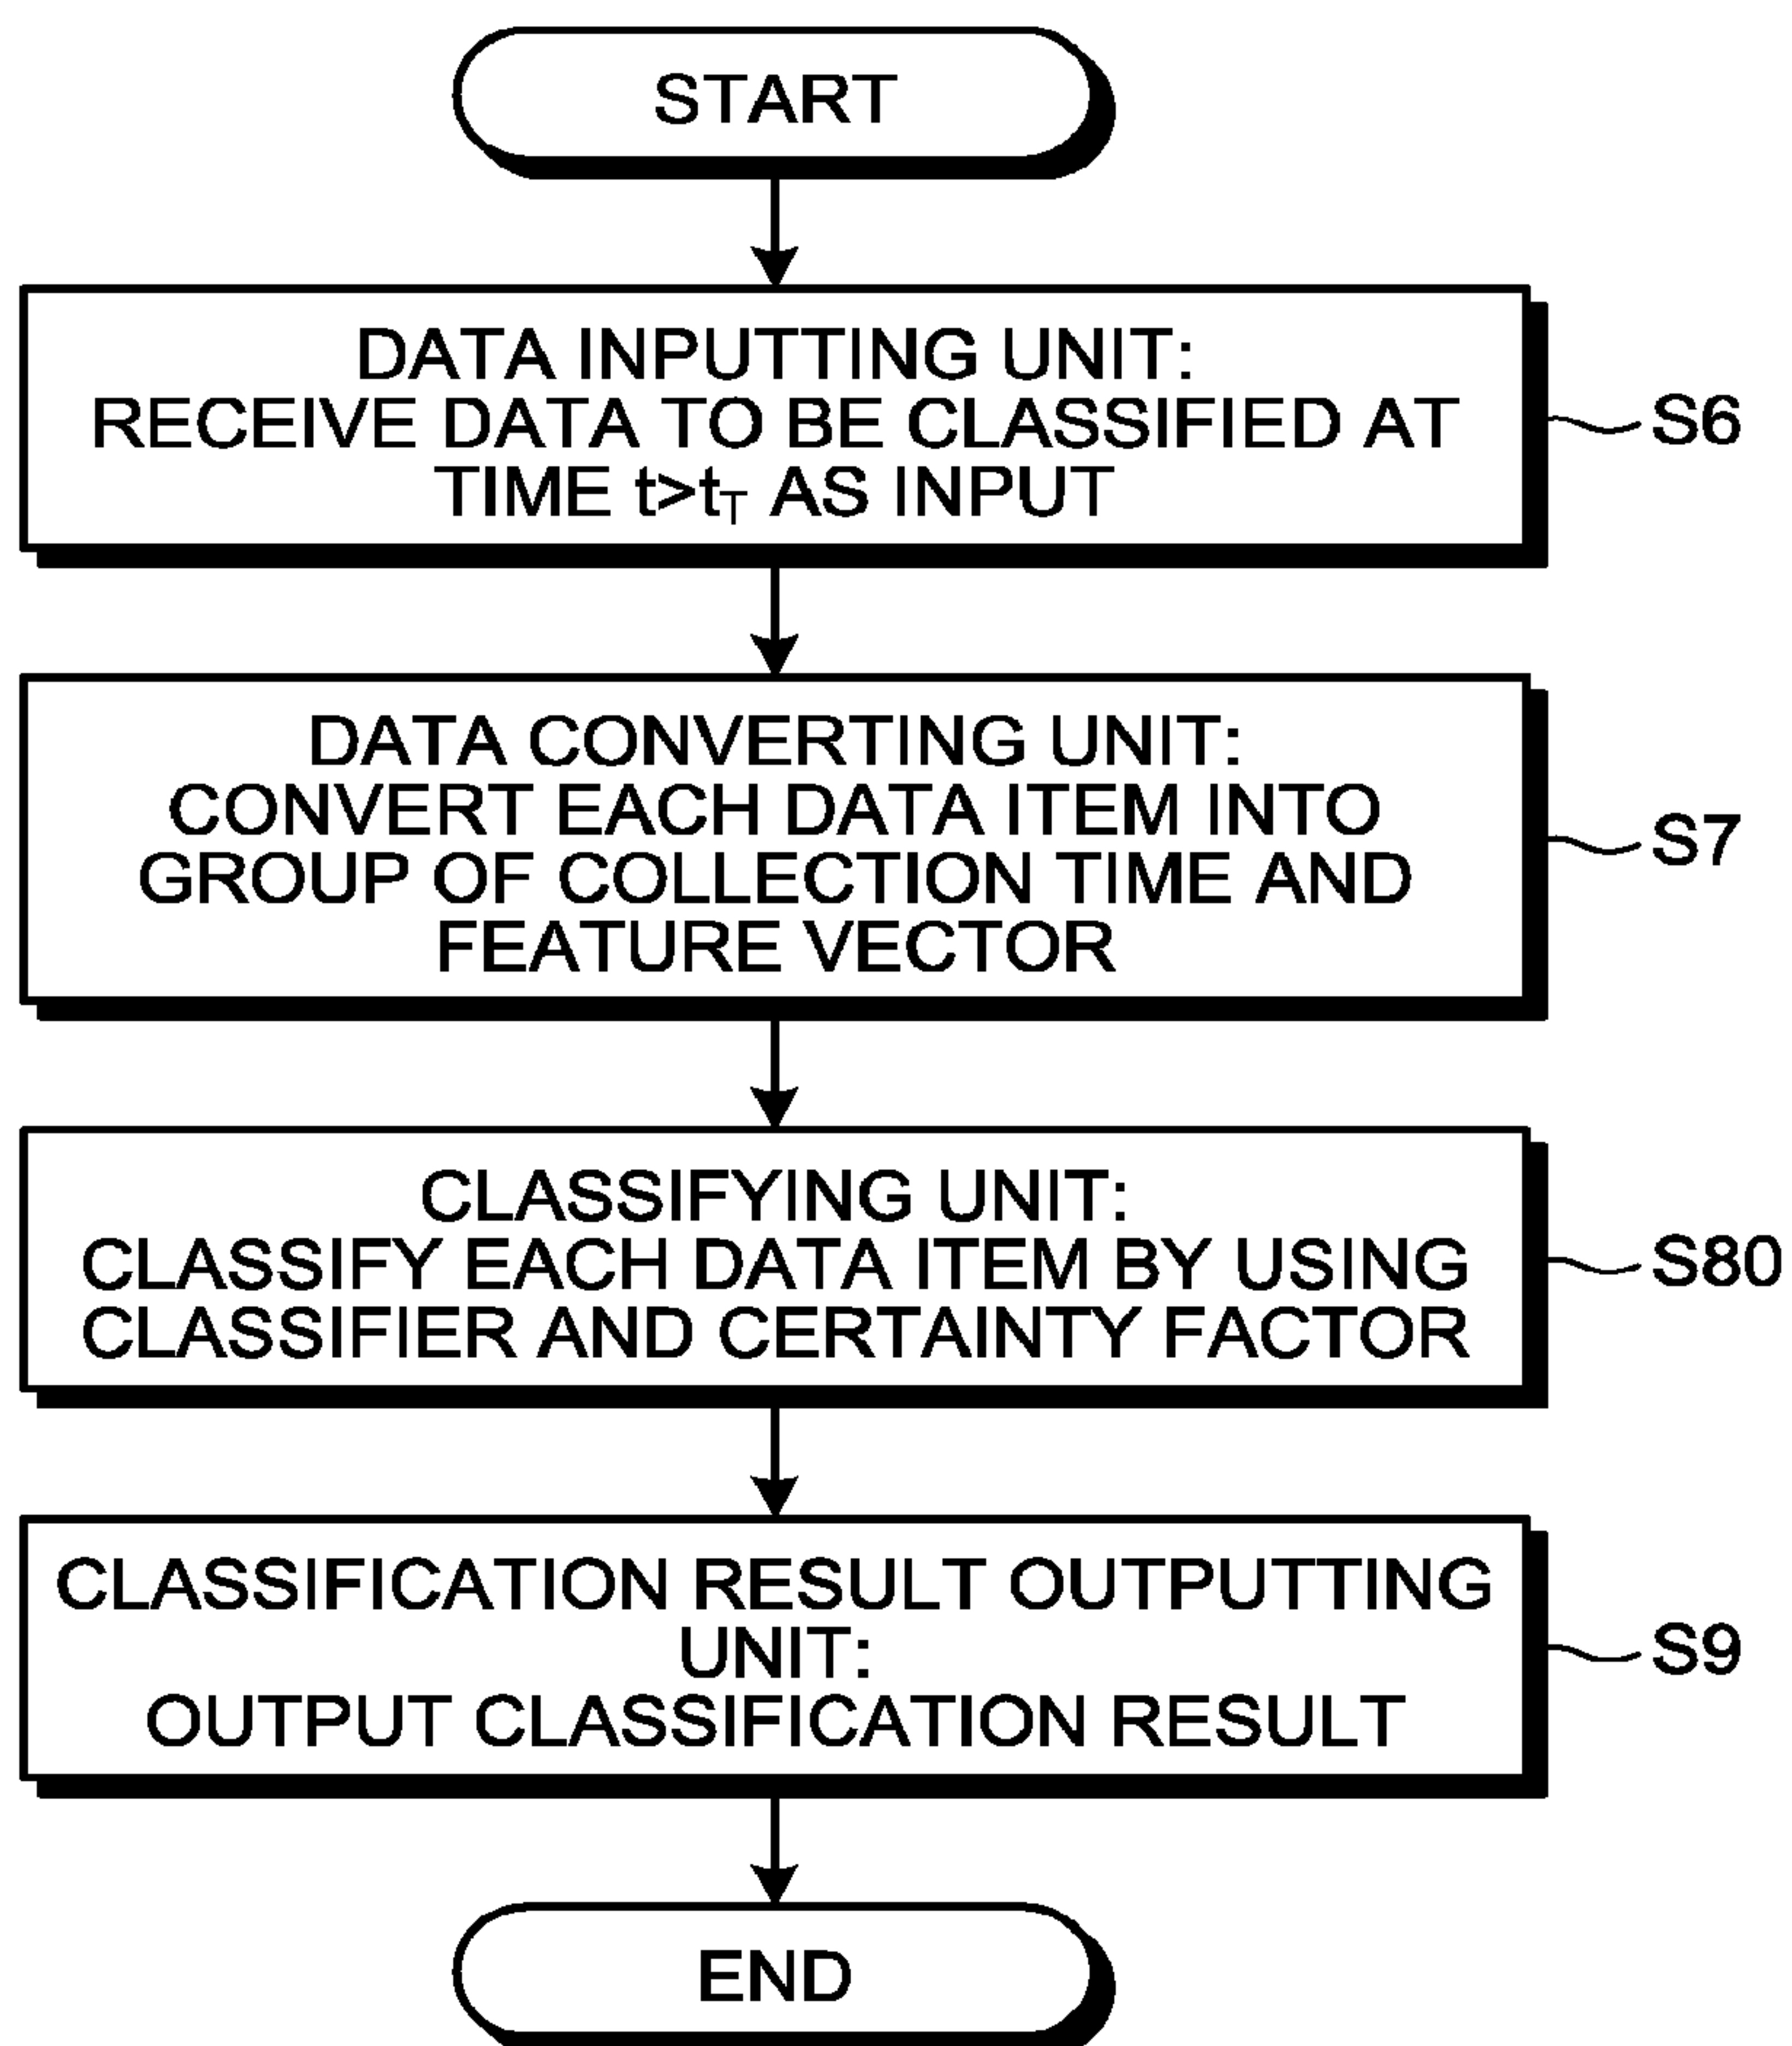 START
DATA INPUTTING UNIT:
RECEIVE DATA TO BE CLASSIFIED AT
TIME t>t_T AS INPUT
S6
DATA CONVERTING UNIT:
CONVERT EACH DATA ITEM INTO
GROUP OF COLLECTION TIME AND
FEATURE VECTOR
S7
CLASSIFYING UNIT:
CLASSIFY EACH DATA ITEM BY USING
CLASSIFIER AND CERTAINTY FACTOR
S80
CLASSIFICATION RESULT OUTPUTTING
UNIT:
OUTPUT CLASSIFICATION RESULT
S9
END